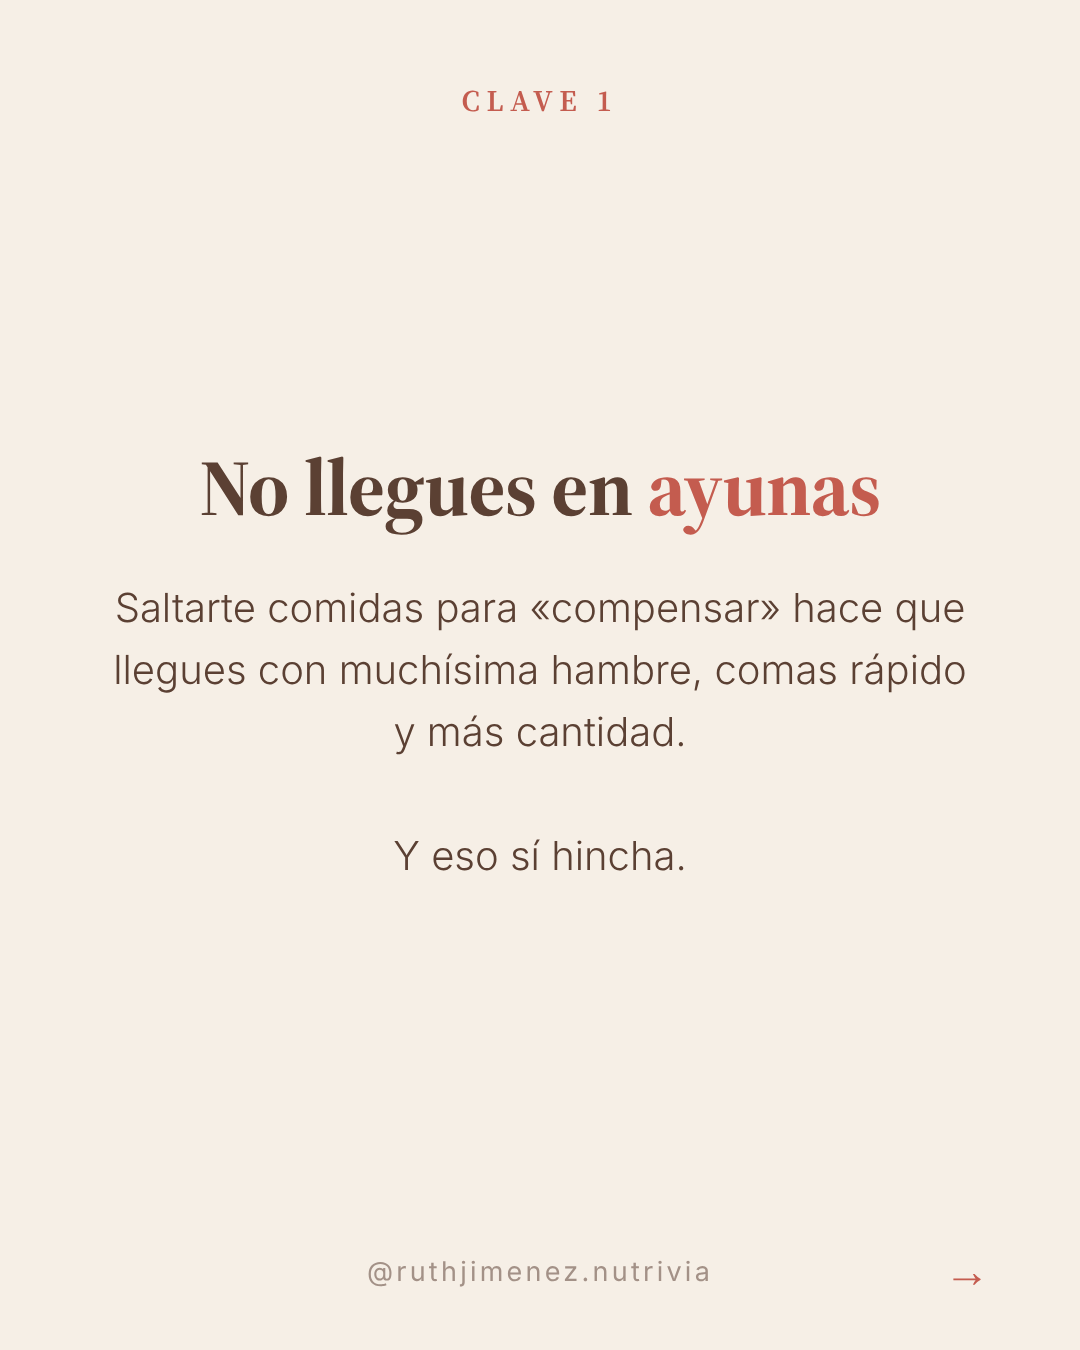 CLAVE 1
No llegues en ayunas
Saltarte comidas para «compensar» hace que
llegues con muchísima hambre, comas rápido
y más cantidad.
Y eso sí hincha.
@ruthjimenez.nutrivia →